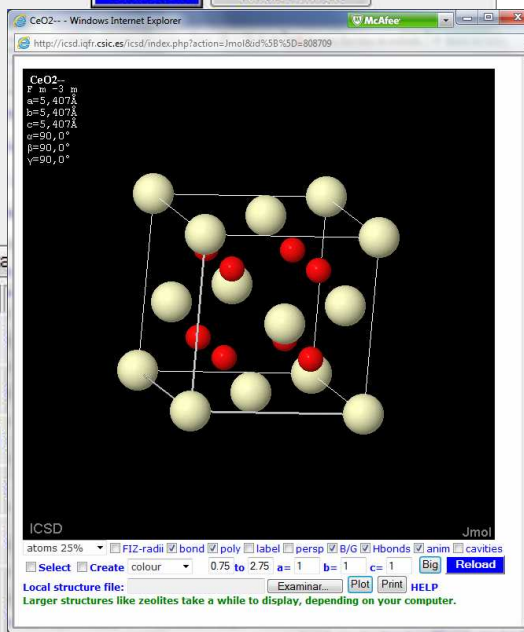 CeO2-- - Windows Internet Explorer
McAfee
http://icsd.iqfr.csic.es/icsd/index.php?action=Jmol&id%5B%5D=808709
CeO2--
F m -3 m
a=5,407Å
b=5,407Å
c=5,407Å
α=90,0°
β=90,0°
γ=90,0°
ICSD
Jmol
atoms 25% FIZ-radii bond poly label persp B/G Hbonds anim cavities
Select Create colour 0.75 to 2.75 a= 1 b= 1 c= 1 Big Reload
Local structure file: Examinar... Plot Print HELP
Larger structures like zeolites take a while to display, depending on your computer.